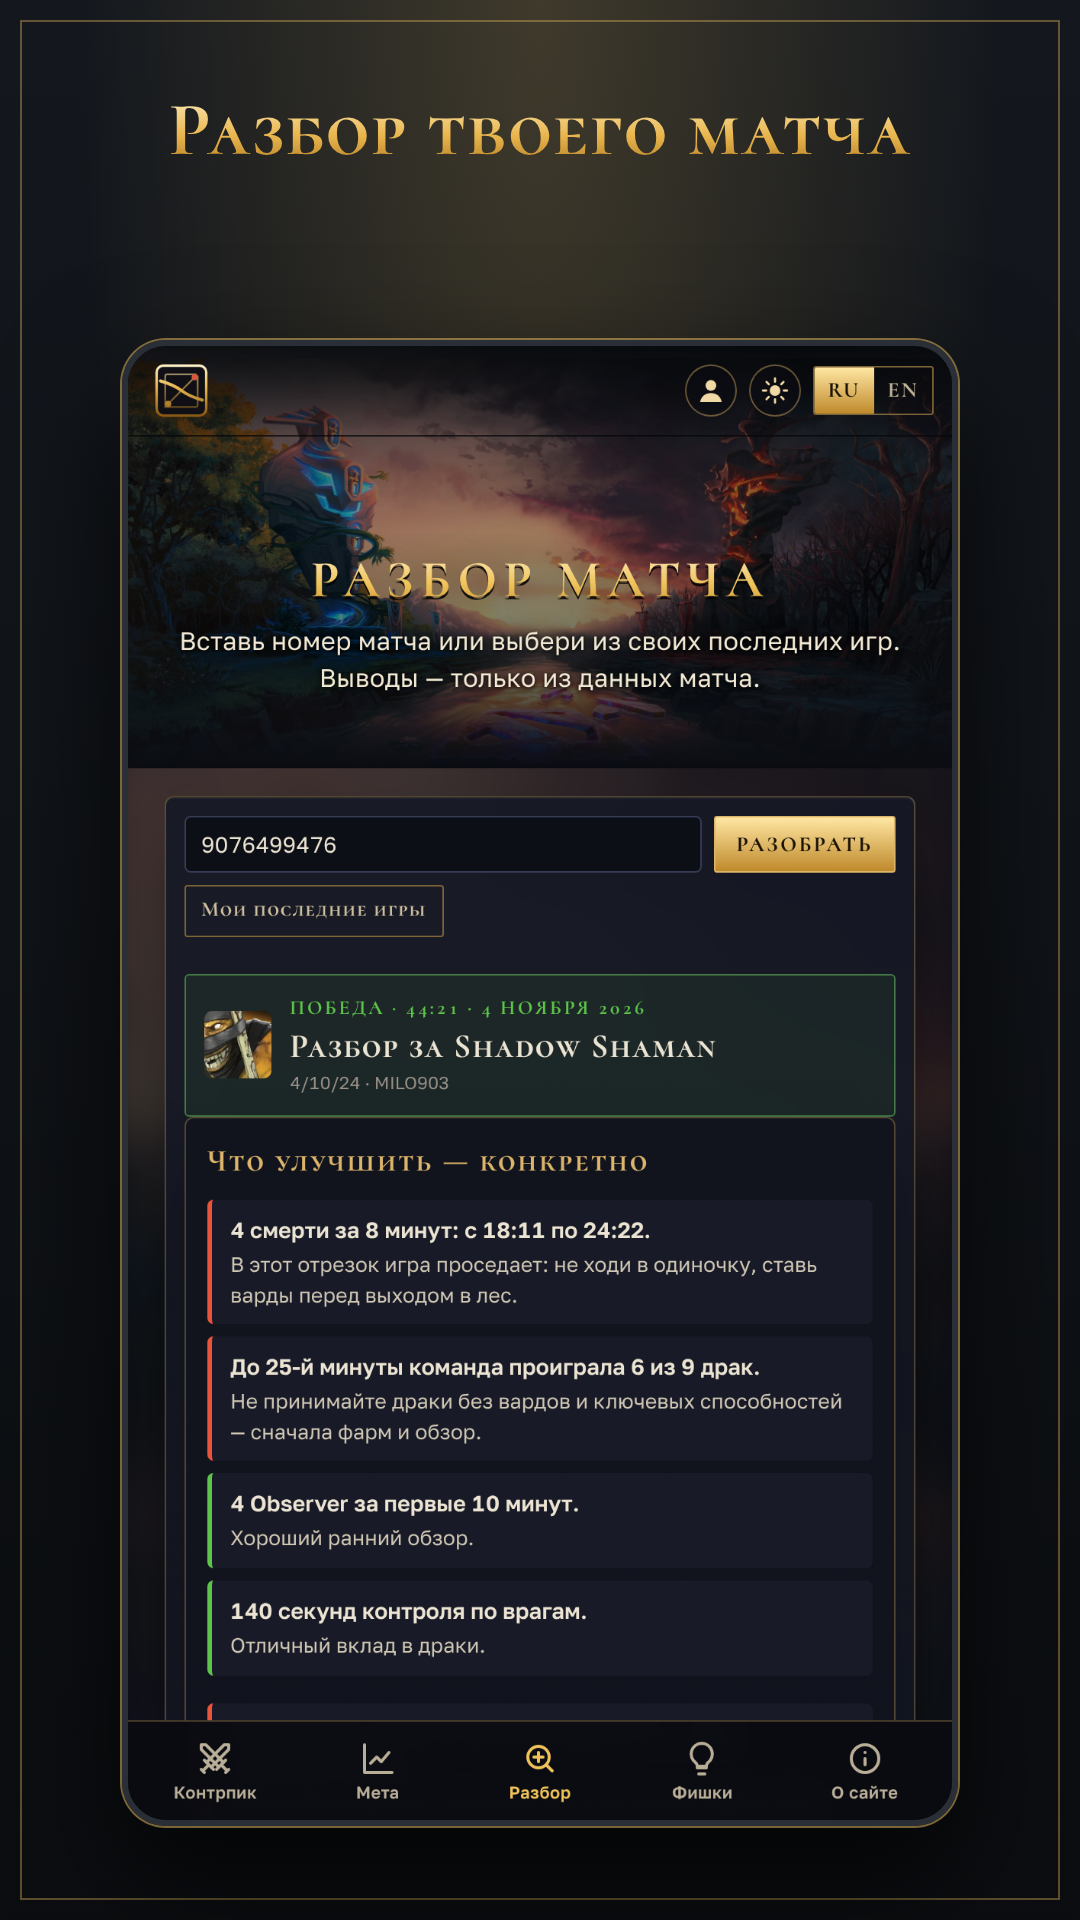 Разбор твоего матча
RU EN
РАЗБОР МАТЧА
Вставь номер матча или выбери из своих последних игр.
Выводы — только из данных матча.
9076499476
РАЗОБРАТЬ
Мои последние игры
ПОБЕДА · 44:21 · 4 НОЯБРЯ 2026
Разбор за Shadow Shaman
4/10/24 · MILO903
Что улучшить — конкретно
4 смерти за 8 минут: с 18:11 по 24:22.
В этот отрезок игра проседает: не ходи в одиночку, ставь
варды перед выходом в лес.
До 25-й минуты команда проиграла 6 из 9 драк.
Не принимайте драки без вардов и ключевых способностей
— сначала фарм и обзор.
4 Observer за первые 10 минут.
Хороший ранний обзор.
140 секунд контроля по врагам.
Отличный вклад в драки.
Контрпик Мета Разбор Фишки О сайте